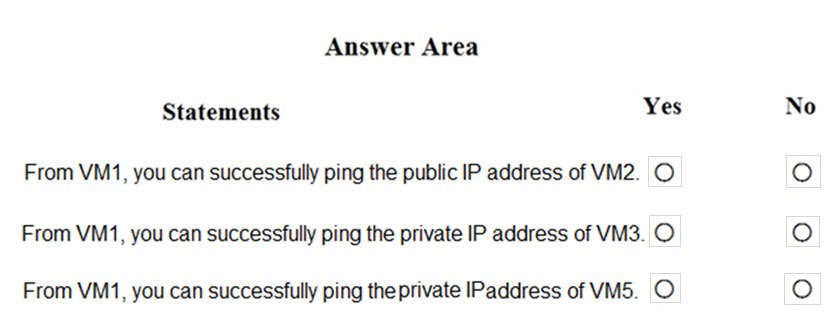 Answer Area
Statements Yes No
From VM1, you can successfully ping the public IP address of VM2.
From VM1, you can successfully ping the private IP address of VM3.
From VM1, you can successfully ping the private IPaddress of VM5.